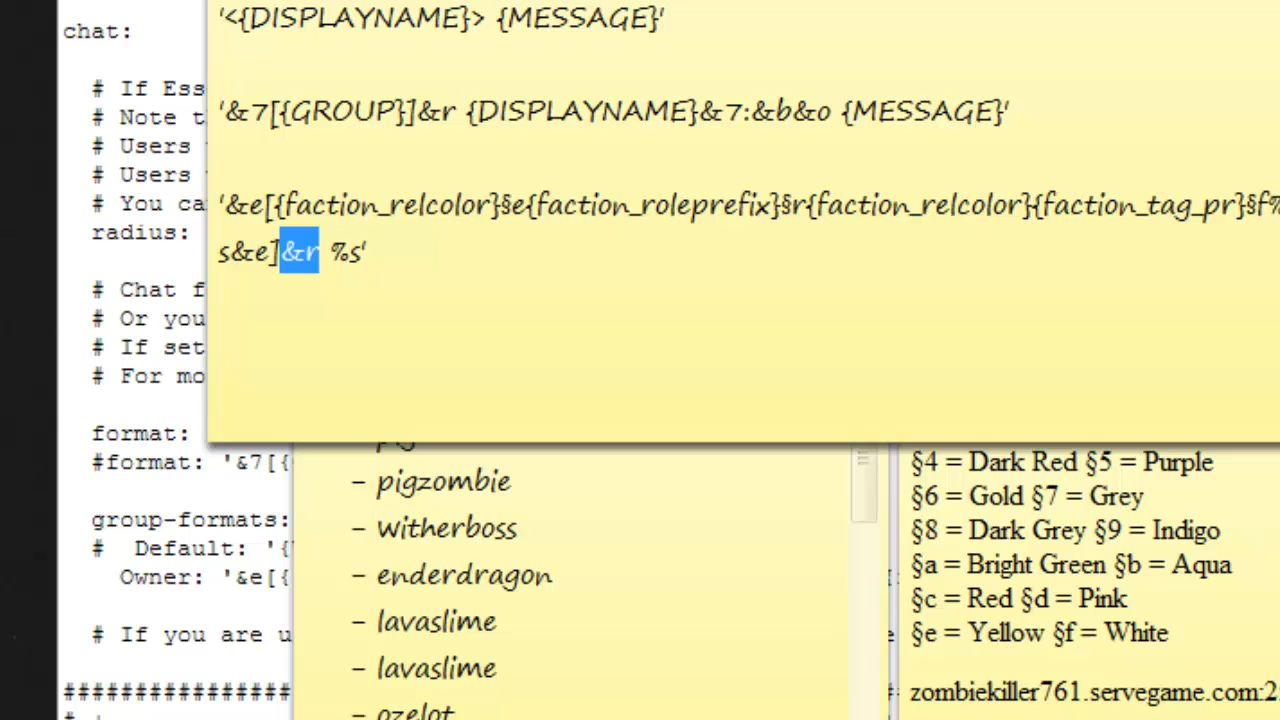 '<{DISPLAYNAME}> {MESSAGE}'
'&7[{GROUP}]&r {DISPLAYNAME}&7:&b&o {MESSAGE}'
'&e[{faction_relcolor}§e{faction_roleprefix}§r{faction_relcolor}{faction_tag_pr}§f%
s&e]&r %s'
chat:
# If Ess
# Note t
# Users
# Users
# You ca
radius:
# Chat f
# Or you
# If set
# For mo
format:
#format: '&7[{
group-formats:
# Default: '{
Owner: '&e[{
# If you are u
################
- pigzombie
- witherboss
- enderdragon
- lavaslime
- lavaslime
- ozelot
§4 = Dark Red §5 = Purple
§6 = Gold §7 = Grey
§8 = Dark Grey §9 = Indigo
§a = Bright Green §b = Aqua
§c = Red §d = Pink
§e = Yellow §f = White
zombiekiller761.servegame.com:2